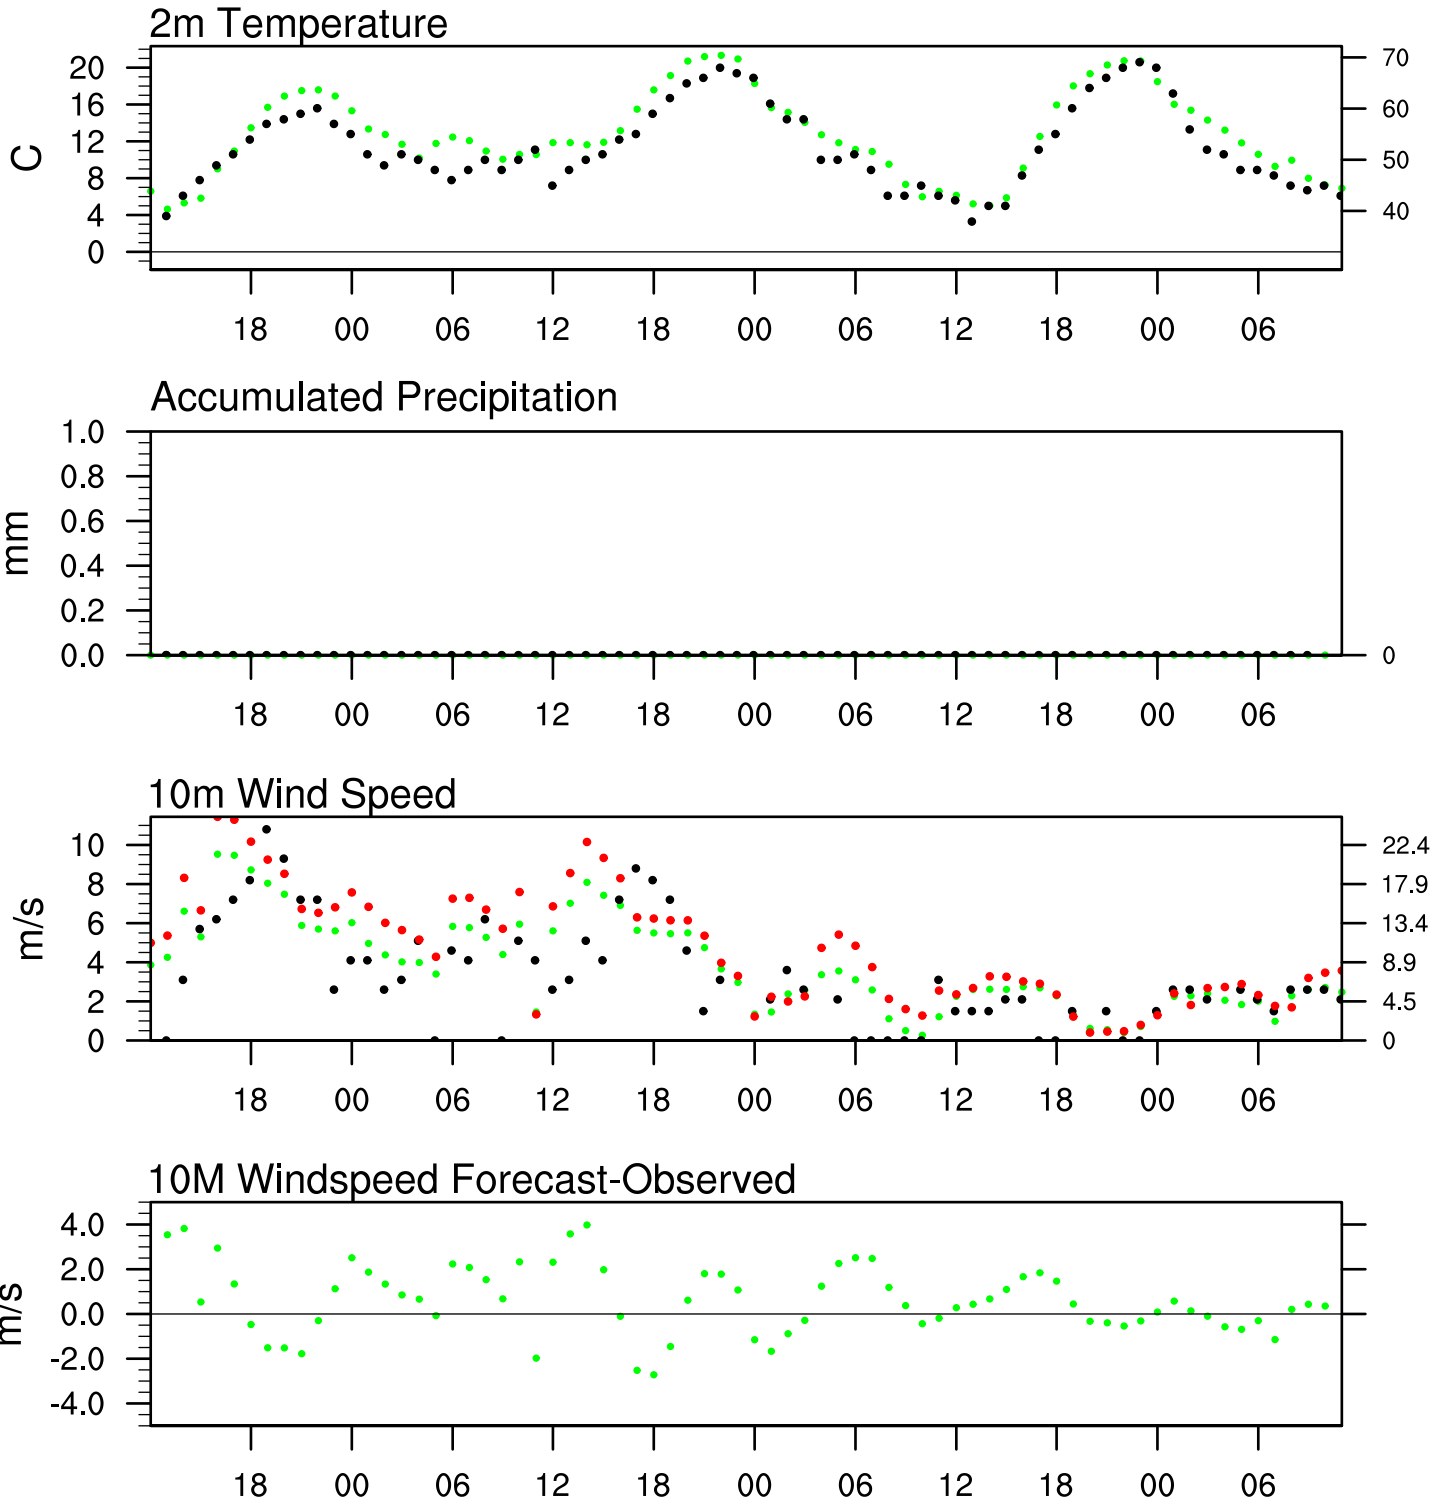 2m Temperature
20
16
12
8
4
0
C
70
60
50
40
18 00 06 12 18 00 06 12 18 00 06
Accumulated Precipitation
1.0
0.8
0.6
0.4
0.2
0.0
mm
0
18 00 06 12 18 00 06 12 18 00 06
10m Wind Speed
10
8
6
4
2
0
m/s
22.4
17.9
13.4
8.9
4.5
0
18 00 06 12 18 00 06 12 18 00 06
10M Windspeed Forecast-Observed
4.0
2.0
0.0
-2.0
-4.0
m/s
18 00 06 12 18 00 06 12 18 00 06